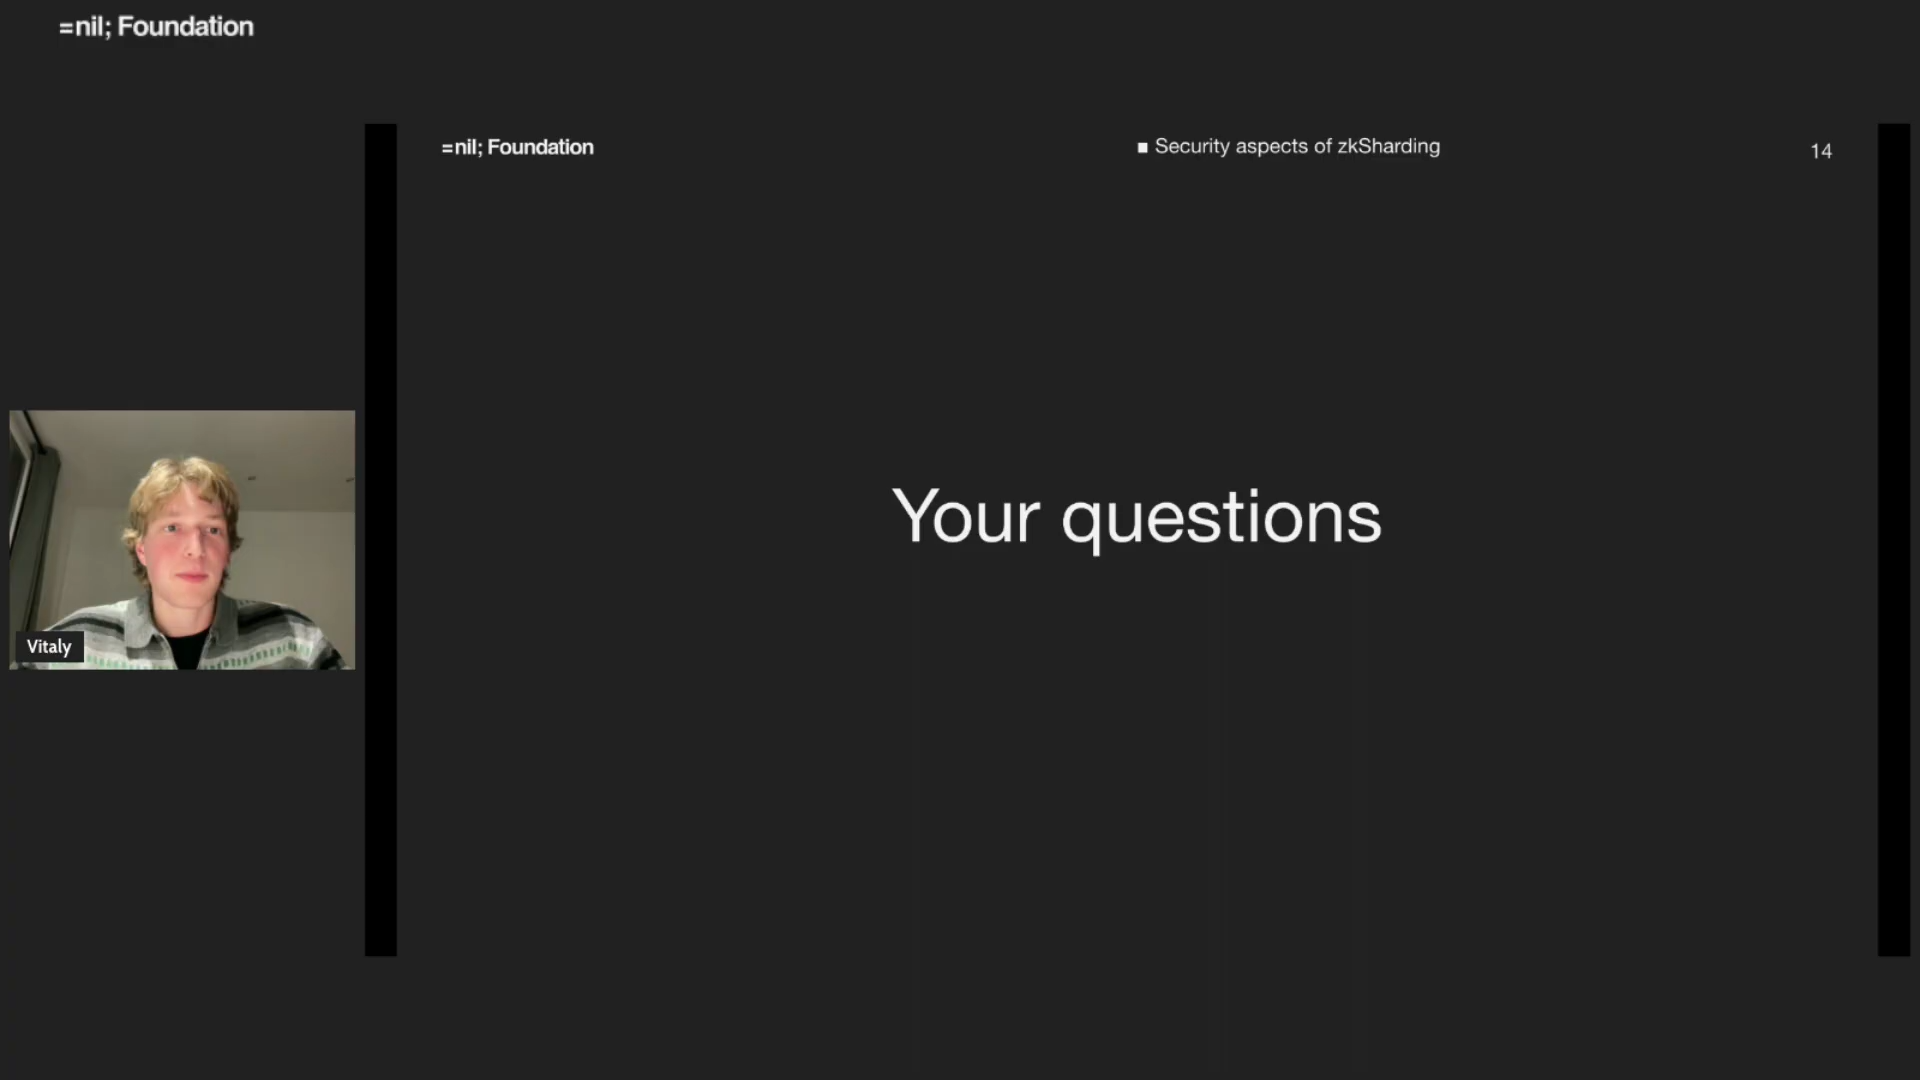 =nil; Foundation
=nil; Foundation
■ Security aspects of zkSharding
14
Your questions
Vitaly